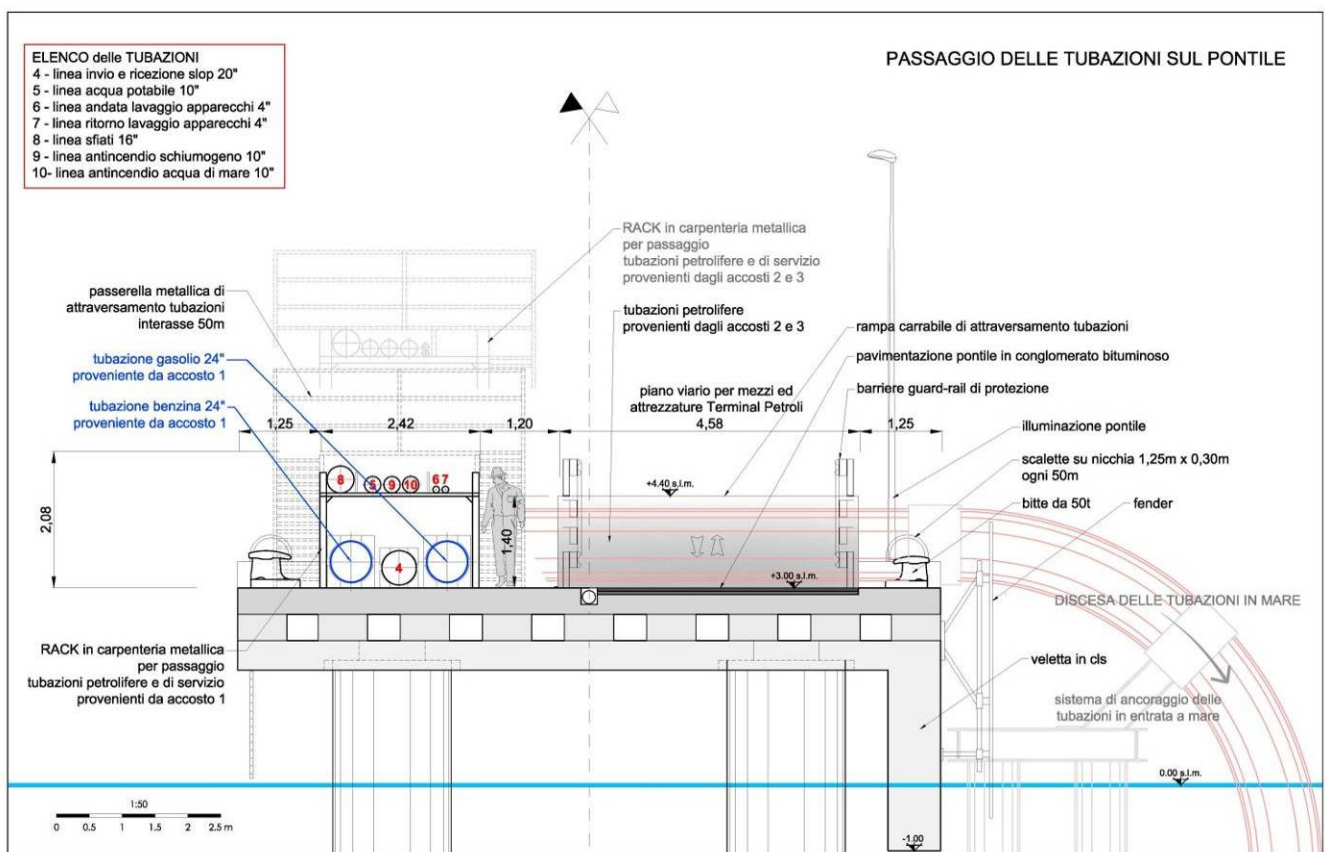 ELENCO delle TUBAZIONI
4 - linea invio e ricezione slop 20"
5 - linea acqua potabile 10"
6 - linea andata lavaggio apparecchi 4"
7 - linea ritorno lavaggio apparecchi 4"
8 - linea sfiati 16"
9 - linea antincendio schiumogeno 10"
10- linea antincendio acqua di mare 10"
PASSAGGIO DELLE TUBAZIONI SUL PONTILE
RACK in carpenteria metallica
per passaggio
tubazioni petrolifere e di servizio
provenienti dagli accosti 2 e 3
passerella metallica di
attraversamento tubazioni
interasse 50m
tubazioni petrolifere
provenienti dagli accosti 2 e 3
rampa carrabile di attraversamento tubazioni
tubazione gasolio 24"
proveniente da accosto 1
pavimentazione pontile in conglomerato bituminoso
piano viario per mezzi ed
attrezzature Terminal Petroli
barriere guard-rail di protezione
tubazione benzina 24"
proveniente da accosto 1
1,25
2,42
1,20
4,58
1,25
illuminazione pontile
scalette su nicchia 1,25m x 0,30m
ogni 50m
8
5
9
10
6 7
+4.40 s.l.m.
bitte da 50t
fender
2,08
1,40
4
+3.00 s.l.m.
DISCESA DELLE TUBAZIONI IN MARE
RACK in carpenteria metallica
per passaggio
tubazioni petrolifere e di servizio
provenienti da accosto 1
veletta in cls
sistema di ancoraggio delle
tubazioni in entrata a mare
0.00 s.l.m.
1:50
0 0.5 1 1.5 2 2.5 m
-1.00